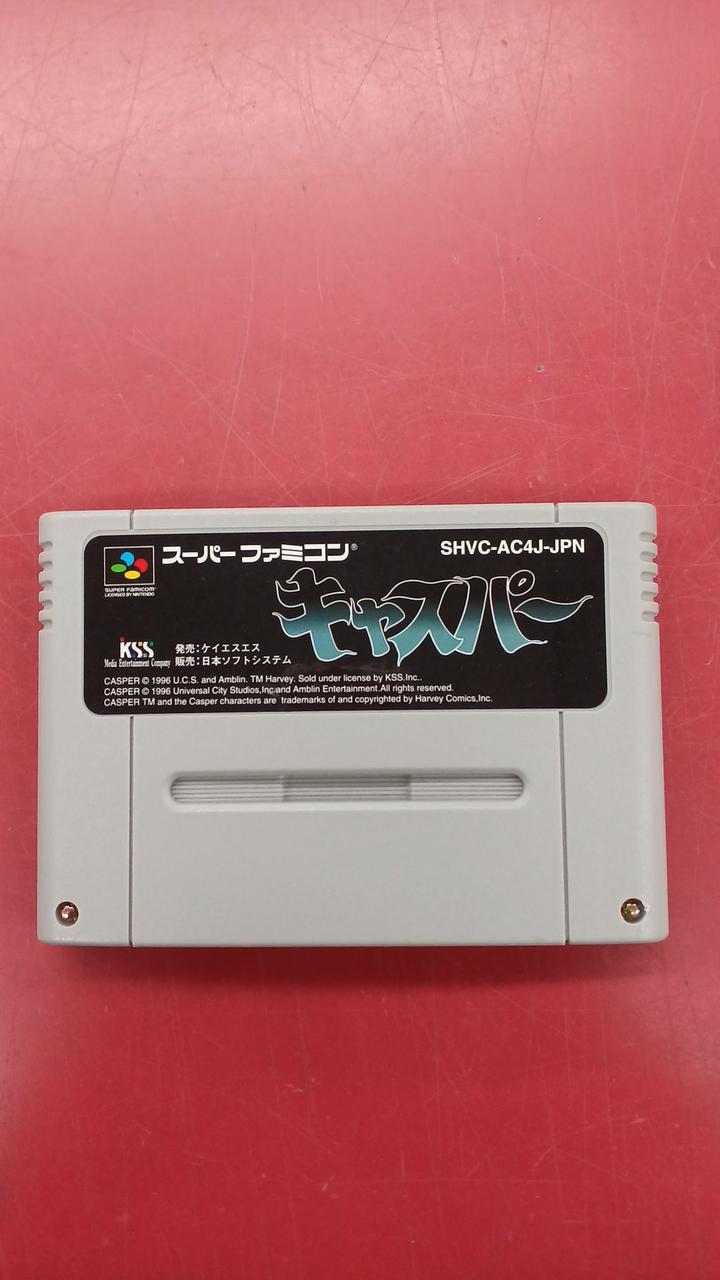 スーパーファミコン®
SHVC-AC4J-JPN
SUPER FAMICOM®
LICENSED BY NINTENDO
キャスパー
KSS
Media Entertainment Company
発売:ケイエスエス
販売:日本ソフトシステム
CASPER © 1996 U.C.S. and Amblin. TM Harvey. Sold under license by KSS.Inc..
CASPER © 1996 University City Studios,Inc.and Amblin Entertainment.All rights reserved.
CASPER TM and the Casper characters are trademarks of and copyrighted by Harvey Comics,Inc.